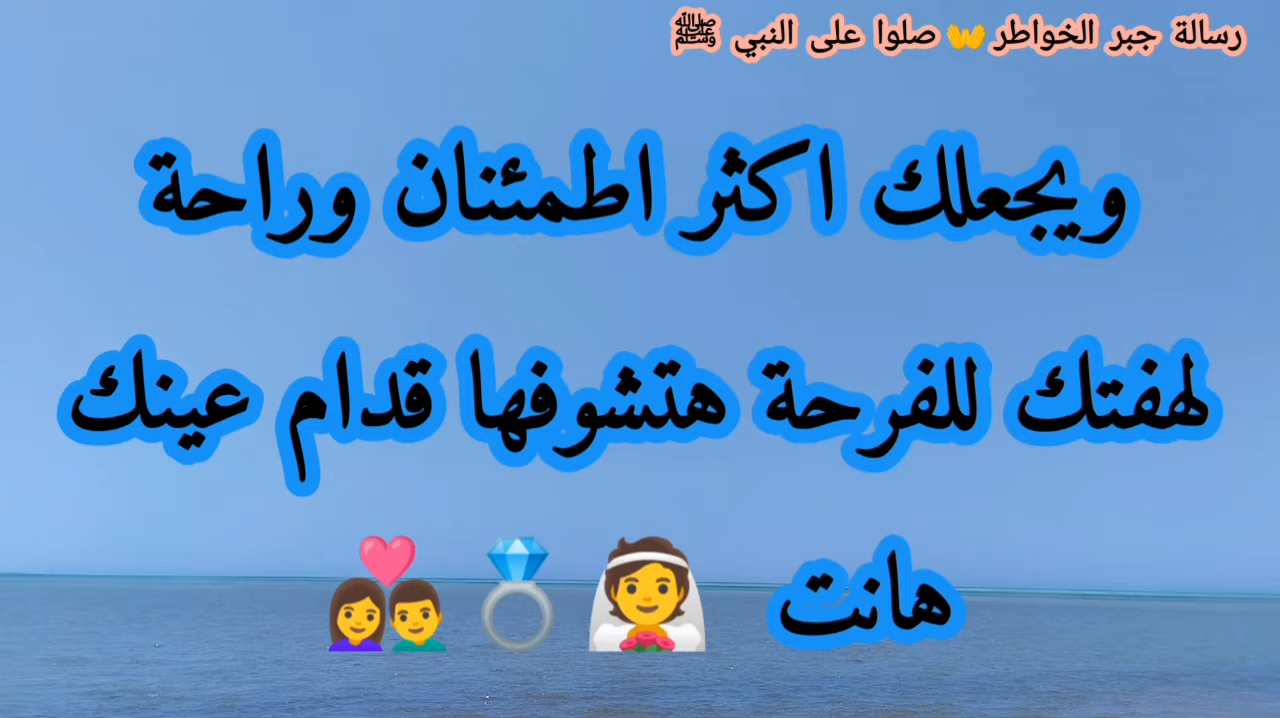 رسالة جبر الخواطر 👐 صلوا على النبي ﷺ
ويجعلك اكثر اطمئنان وراحة
لهفتك للفرحة هتشوفها قدام عينك
هانت 👰 💍 👩‍❤️‍👨